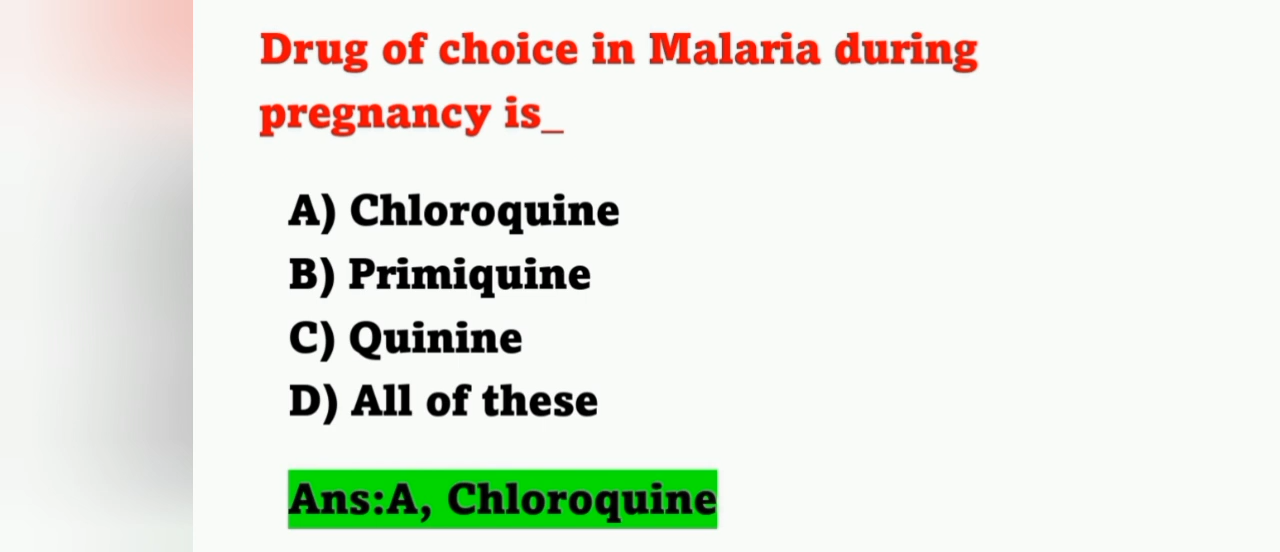 Drug of choice in Malaria during
pregnancy is_
A) Chloroquine
B) Primiquine
C) Quinine
D) All of these
Ans:A, Chloroquine